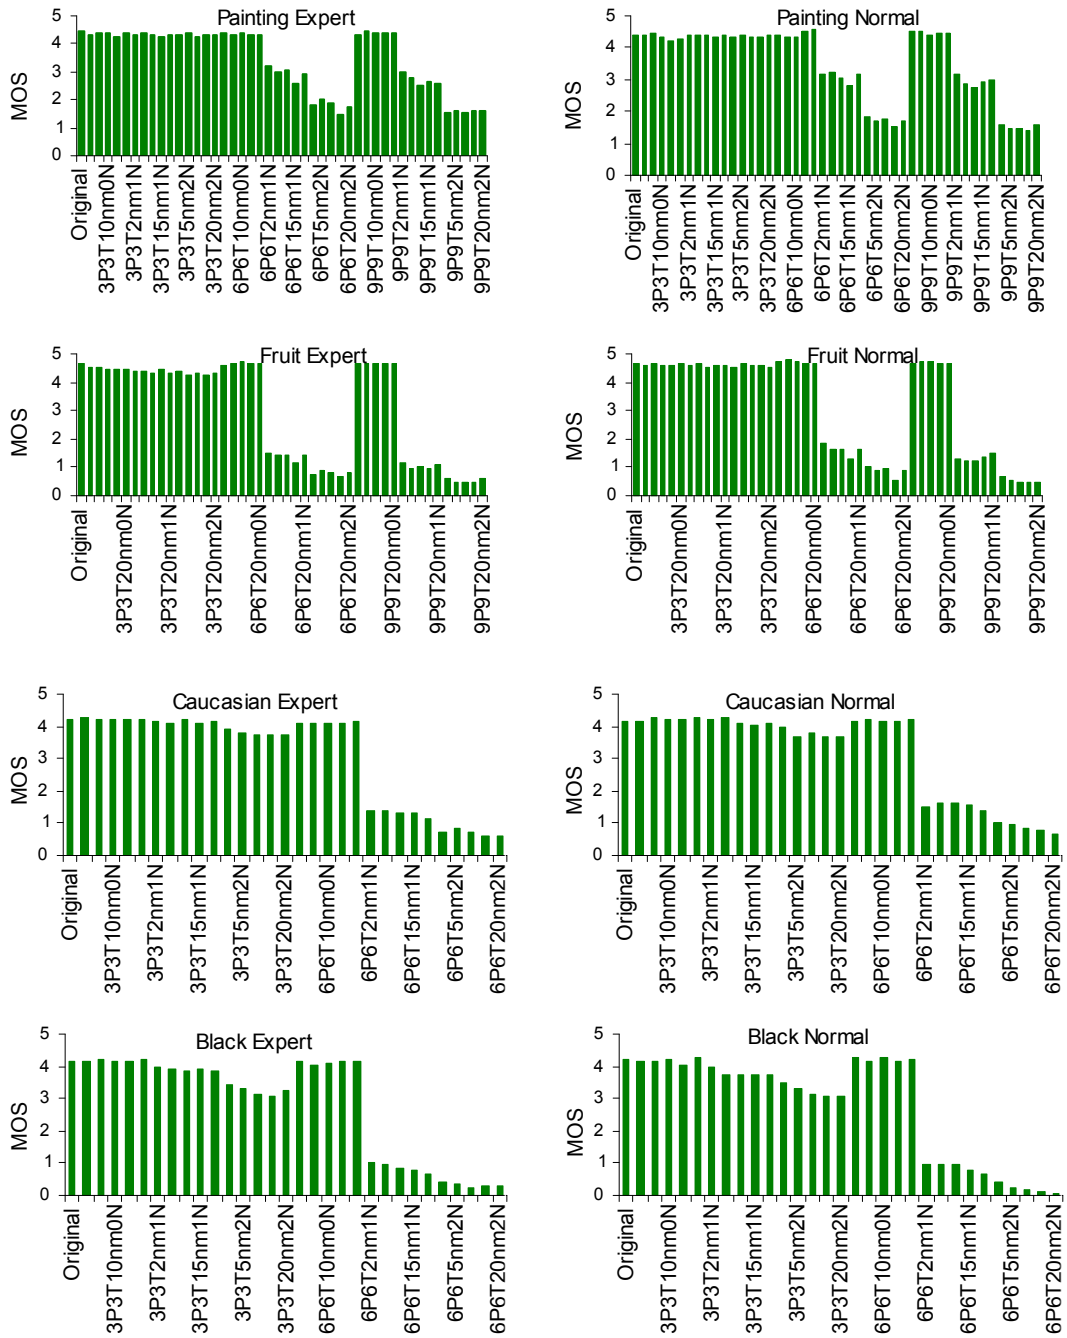 Painting Expert
MOS
5
4
3
2
1
0
Original
3P3T10nm0N
3P3T2nm1N
3P3T15nm1N
3P3T5nm2N
3P3T20nm2N
6P6T10nm0N
6P6T2nm1N
6P6T15nm1N
6P6T5nm2N
6P6T20nm2N
9P9T10nm0N
9P9T2nm1N
9P9T15nm1N
9P9T5nm2N
9P9T20nm2N
Painting Normal
MOS
5
4
3
2
1
0
Original
3P3T10nm0N
3P3T2nm1N
3P3T15nm1N
3P3T5nm2N
3P3T20nm2N
6P6T10nm0N
6P6T2nm1N
6P6T15nm1N
6P6T5nm2N
6P6T20nm2N
9P9T10nm0N
9P9T2nm1N
9P9T15nm1N
9P9T5nm2N
9P9T20nm2N
Fruit Expert
MOS
5
4
3
2
1
0
Original
3P3T20nm0N
3P3T20nm1N
3P3T20nm2N
6P6T20nm0N
6P6T20nm1N
6P6T20nm2N
9P9T20nm0N
9P9T20nm1N
9P9T20nm2N
Fruit Normal
MOS
5
4
3
2
1
0
Original
3P3T20nm0N
3P3T20nm1N
3P3T20nm2N
6P6T20nm0N
6P6T20nm1N
6P6T20nm2N
9P9T20nm0N
9P9T20nm1N
9P9T20nm2N
Caucasian Expert
MOS
5
4
3
2
1
0
Original
3P3T10nm0N
3P3T2nm1N
3P3T15nm1N
3P3T5nm2N
3P3T20nm2N
6P6T10nm0N
6P6T2nm1N
6P6T15nm1N
6P6T5nm2N
6P6T20nm2N
Caucasian Normal
MOS
5
4
3
2
1
0
Original
3P3T10nm0N
3P3T2nm1N
3P3T15nm1N
3P3T5nm2N
3P3T20nm2N
6P6T10nm0N
6P6T2nm1N
6P6T15nm1N
6P6T5nm2N
6P6T20nm2N
Black Expert
MOS
5
4
3
2
1
0
Original
3P3T10nm0N
3P3T2nm1N
3P3T15nm1N
3P3T5nm2N
3P3T20nm2N
6P6T10nm0N
6P6T2nm1N
6P6T15nm1N
6P6T5nm2N
6P6T20nm2N
Black Normal
MOS
5
4
3
2
1
0
Original
3P3T10nm0N
3P3T2nm1N
3P3T15nm1N
3P3T5nm2N
3P3T20nm2N
6P6T10nm0N
6P6T2nm1N
6P6T15nm1N
6P6T5nm2N
6P6T20nm2N